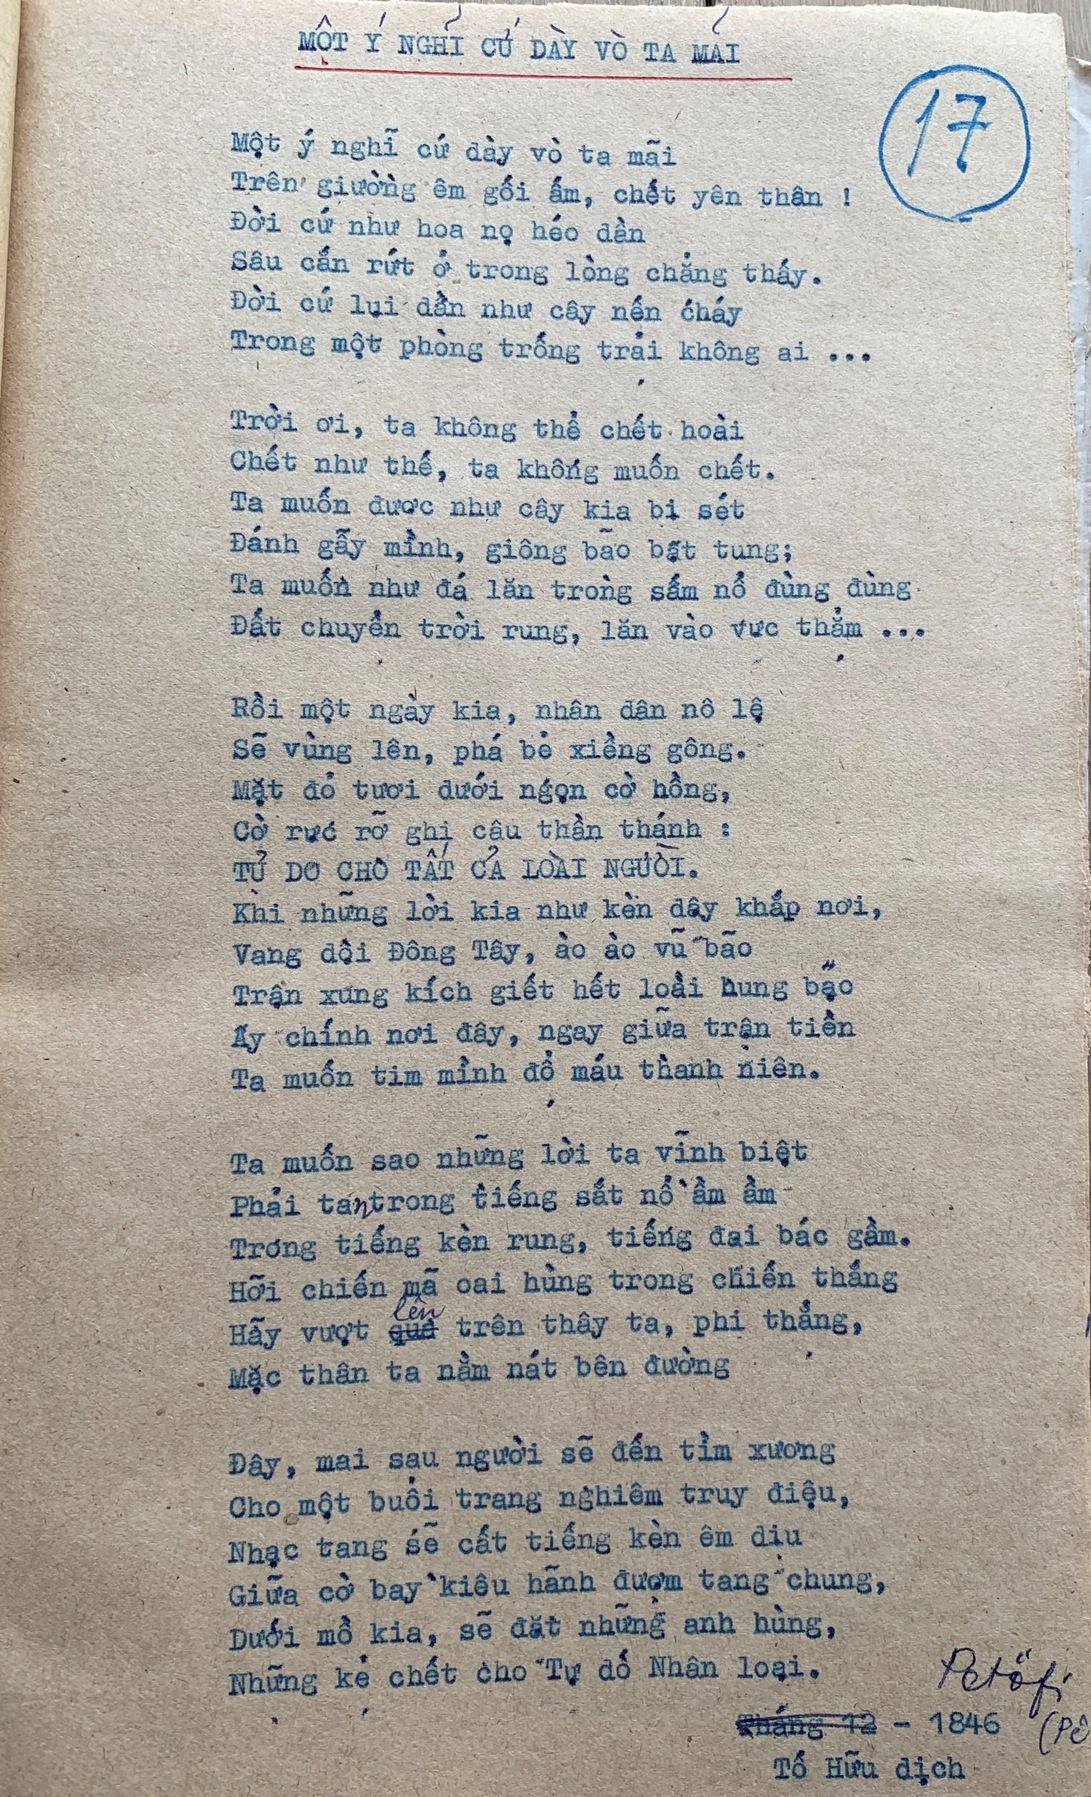 MỘT Ý NGHĨ CỨ DÀY VÒ TA MÃI
17
Một ý nghĩ cứ dày vò ta mãi
Trên giường êm gối ấm, chết yên thân !
Đời cứ như hoa nọ héo dần
Sâu cắn rứt ở trong lòng chẳng thấy.
Đời cứ lụi dần như cây nến cháy
Trong một phòng trống trải không ai ...
Trời ơi, ta không thể chết hoài
Chết như thế, ta không muốn chết.
Ta muốn được như cây kia bị sét
Đánh gẫy mình, giông bão bật tung;
Ta muốn như đá lăn trong sấm nổ đùng đùng
Đất chuyển trời rung, lăn vào vực thẳm ...
Rồi một ngày kia, nhân dân nô lệ
Sẽ vùng lên, phá bẻ xiềng gông.
Mặt đỏ tươi dưới ngọn cờ hồng,
Cờ rực rỡ ghi câu thần thánh :
TỰ DO CHO TẤT CẢ LOÀI NGƯỜI.
Khi những lời kia như kèn dậy khắp nơi,
Vang dội Đông Tây, ào ào vũ bão
Trận xung kích giết hết loài hung bạo
Ấy chính nơi đây, ngay giữa trận tiền
Ta muốn tim mình đổ máu thành niên.
Ta muốn sao những lời ta vĩnh biệt
Phải tan trong tiếng sắt nổ ầm ầm
Trong tiếng kèn rung, tiếng đại bác gầm.
Hỡi chiến mã oai hùng trong chiến thắng
lên
Hãy vượt quả trên thây ta, phi thẳng,
Mặc thân ta nằm nát bên đường
Đây, mai sau người sẽ đến tìm xương
Cho một buổi trang nghiêm truy điệu,
Nhạc tang sẽ cất tiếng kèn êm dịu
Giữa cờ bay kiêu hãnh đượm tang chung,
Dưới mồ kia, sẽ đặt những anh hùng,
Những kẻ chết cho Tự do Nhân loại.
Petöfi
Tháng 12 - 1846 (Pê
Tố Hữu dịch